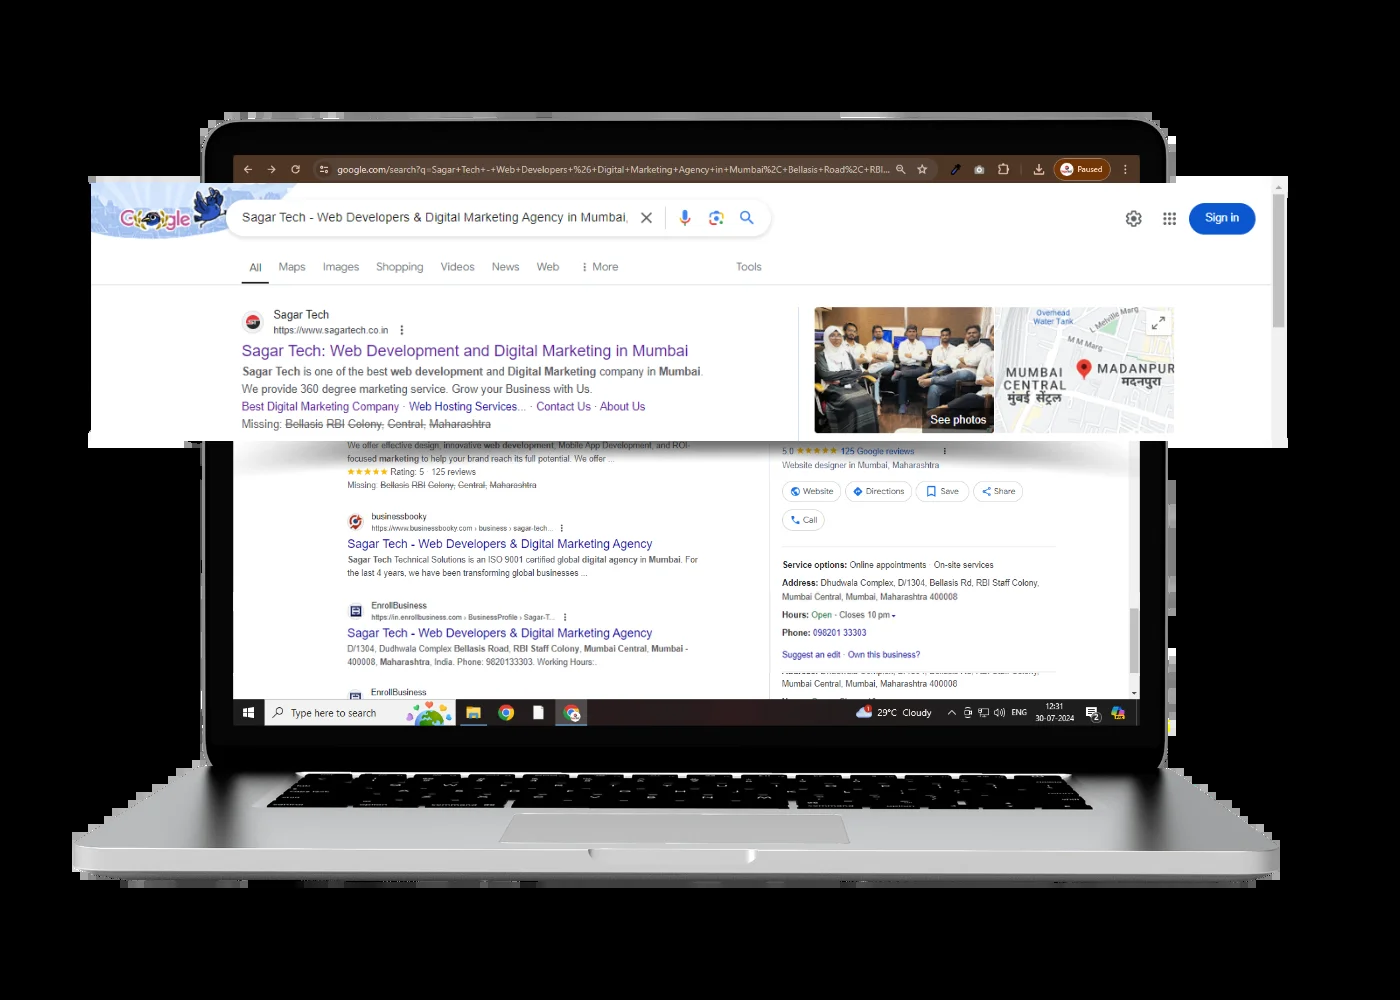 google.com/search?q=Sagar+Tech+-+Web+Developers+%26+Digital+Marketing+Agency+in+Mumbai%2C+Bellasis+Road%2C+RBI...
Paused
Google
Sagar Tech - Web Developers & Digital Marketing Agency in Mumbai,
Sign in
All Maps Images Shopping Videos News Web More Tools
Sagar Tech
https://www.sagartech.co.in
Sagar Tech: Web Development and Digital Marketing in Mumbai
Sagar Tech is one of the best web development and Digital Marketing company in Mumbai.
We provide 360 degree marketing service. Grow your Business with Us.
Best Digital Marketing Company · Web Hosting Services... · Contact Us · About Us
Missing: Bellasis RBI Colony, Central, Maharashtra
See photos
Overhead
Water Tank
L Melville Marg
M M Marg
MUMBAI
CENTRAL
मुंबई सेंट्रल
MADANPUR
मदनपुरा
We offer effective design, innovative web development, Mobile App Development, and ROI-
focused marketing to help your brand reach its full potential. We offer ...
Rating: 5 · 125 reviews
Missing: Bellasis RBI Colony, Central, Maharashtra
businessbooky
https://www.businessbooky.com › business › sagar-tech...
Sagar Tech - Web Developers & Digital Marketing Agency
Sagar Tech Technical Solutions is an ISO 9001 certified global digital agency in Mumbai. For
the last 4 years, we have been transforming global businesses ...
EnrollBusiness
https://in.enrollbusiness.com › BusinessProfile › Sagar-T...
Sagar Tech - Web Developers & Digital Marketing Agency
D/1304, Dudhwala Complex Bellasis Road, RBI Staff Colony, Mumbai Central, Mumbai -
400008, Maharashtra, India. Phone: 9820133303. Working Hours:.
EnrollBusiness
5.0 125 Google reviews
Website designer in Mumbai, Maharashtra
Website Directions Save Share
Call
Service options: Online appointments · On-site services
Address: Dhudwala Complex, D/1304, Bellasis Rd, RBI Staff Colony,
Mumbai Central, Mumbai, Maharashtra 400008
Hours: Open · Closes 10 pm
Phone: 098201 33303
Suggest an edit · Own this business?
Mumbai Central, Mumbai, Maharashtra 400008
Type here to search
29°C Cloudy
ENG
12:31
30-07-2024
2